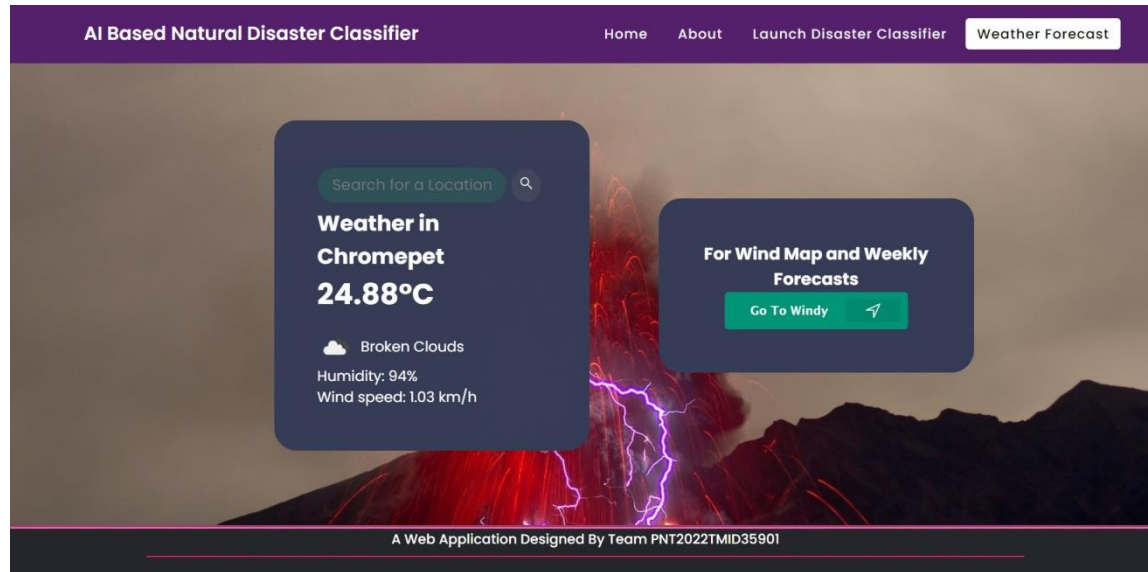 AI Based Natural Disaster Classifier
Home
About
Launch Disaster Classifier
Weather Forecast
Search for a Location
Weather in
Chromepet
24.88°C
Broken Clouds
Humidity: 94%
Wind speed: 1.03 km/h
For Wind Map and Weekly
Forecasts
Go To Windy
A Web Application Designed By Team PNT2022TMID35901